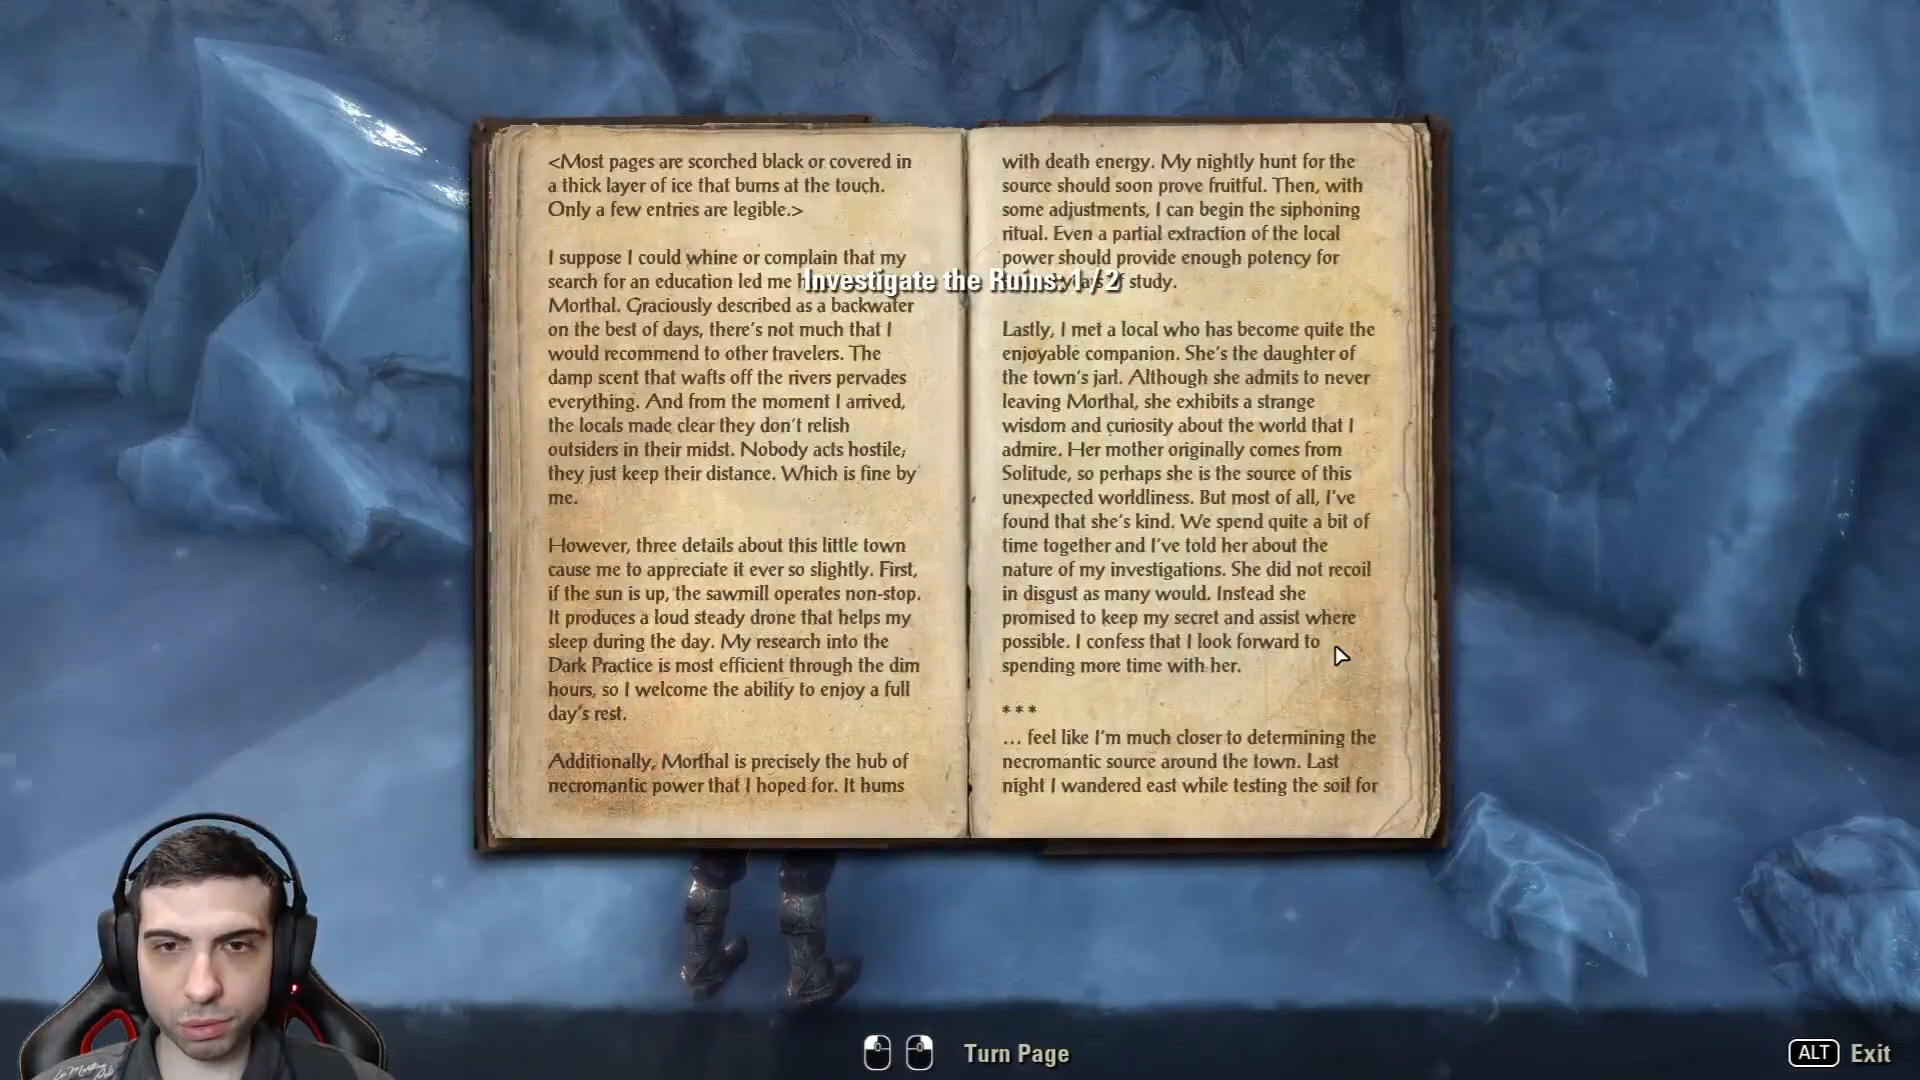 <Most pages are scorched black or covered in
a thick layer of ice that burns at the touch.
Only a few entries are legible.>
I suppose I could whine or complain that my
search for an education led me
Morthal. Graciously described as a backwater
on the best of days, there's not much that I
would recommend to other travelers. The
damp scent that wafts off the rivers pervades
everything. And from the moment I arrived,
the locals made clear they don't relish
outsiders in their midst. Nobody acts hostile;
they just keep their distance. Which is fine by
me.
However, three details about this little town
cause me to appreciate it ever so slightly. First,
if the sun is up, the sawmill operates non-stop.
It produces a loud steady drone that helps my
sleep during the day. My research into the
Dark Practice is most efficient through the dim
hours, so I welcome the ability to enjoy a full
day's rest.
Additionally, Morthal is precisely the hub of
necromantic power that I hoped for. It hums
with death energy. My nightly hunt for the
source should soon prove fruitful. Then, with
some adjustments, I can begin the siphoning
ritual. Even a partial extraction of the local
power should provide enough potency for
study.
Lastly, I met a local who has become quite the
enjoyable companion. She's the daughter of
the town's jarl. Although she admits to never
leaving Morthal, she exhibits a strange
wisdom and curiosity about the world that I
admire. Her mother originally comes from
Solitude, so perhaps she is the source of this
unexpected worldliness. But most of all, I've
found that she's kind. We spend quite a bit of
time together and I've told her about the
nature of my investigations. She did not recoil
in disgust as many would. Instead she
promised to keep my secret and assist where
possible. I confess that I look forward to
spending more time with her.
* * *
... feel like I'm much closer to determining the
necromantic source around the town. Last
night I wandered east while testing the soil for
Investigate the Ruins: 1 / 2
Turn Page
ALT Exit